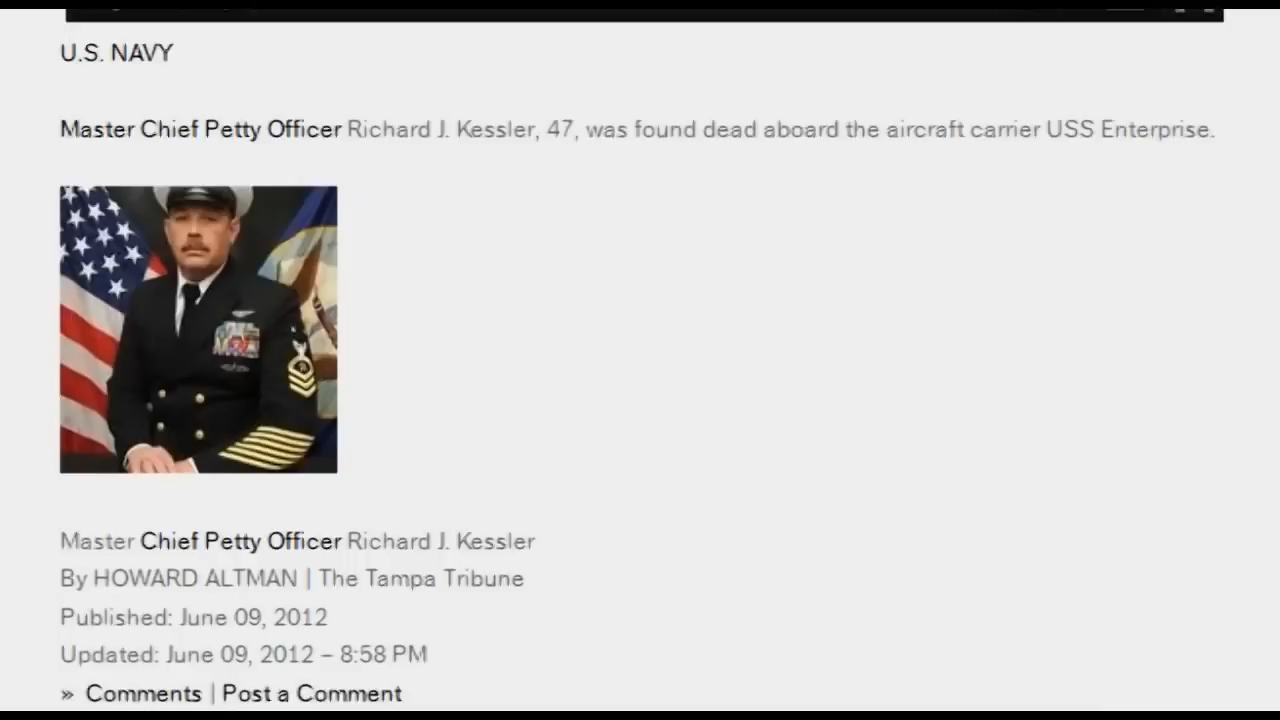 U.S. NAVY
Master Chief Petty Officer Richard J. Kessler, 47, was found dead aboard the aircraft carrier USS Enterprise.
Master Chief Petty Officer Richard J. Kessler
By HOWARD ALTMAN | The Tampa Tribune
Published: June 09, 2012
Updated: June 09, 2012 – 8:58 PM
» Comments | Post a Comment